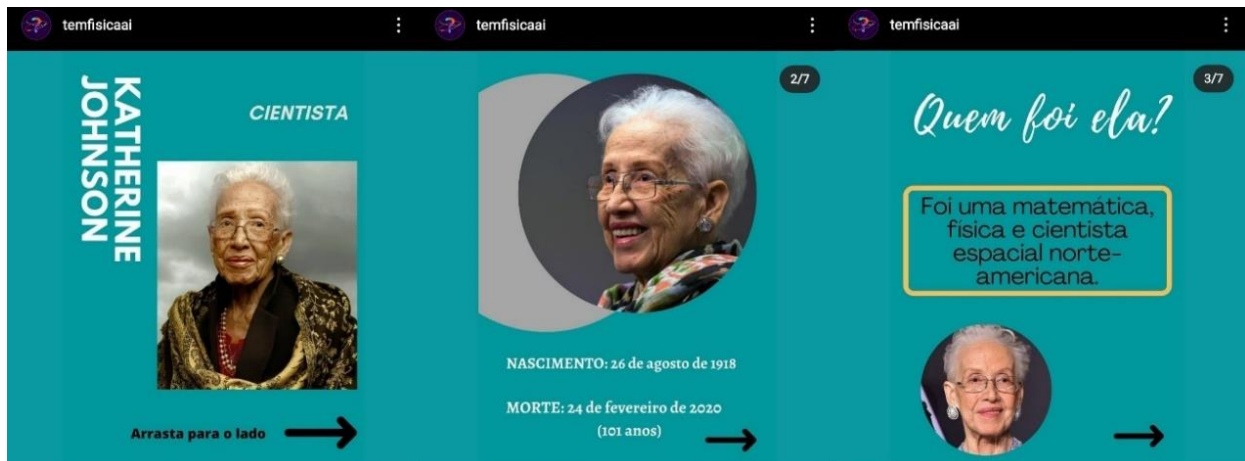 temfisicaai
KATHERINE
JOHNSON
CIENTISTA
Arrasta para o lado
temfisicaai
2/7
NASCIMENTO: 26 de agosto de 1918
MORTE: 24 de fevereiro de 2020
(101 anos)
temfisicaai
3/7
Quem foi ela?
Foi uma matemática,
física e cientista
espacial norte-
americana.